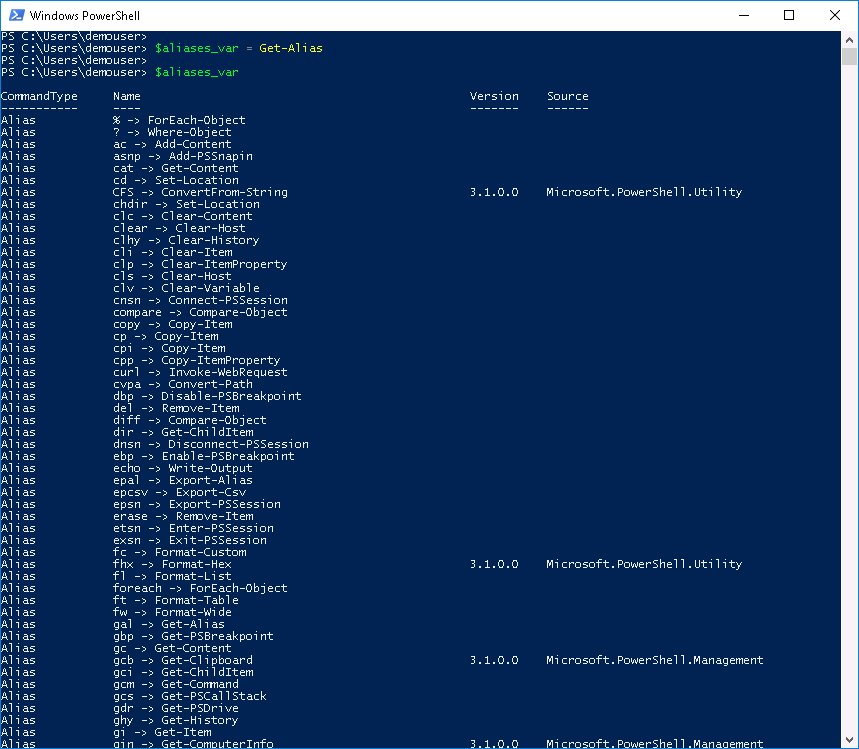 Windows PowerShell
PS C:\Users\demouser>
PS C:\Users\demouser> $aliases_var = Get-Alias
PS C:\Users\demouser>
PS C:\Users\demouser> $aliases_var
CommandType Name Version Source
----------- ---- ------- ------
Alias % -> ForEach-Object
Alias ? -> Where-Object
Alias ac -> Add-Content
Alias asnp -> Add-PSSnapin
Alias cat -> Get-Content
Alias cd -> Set-Location
Alias CFS -> ConvertFrom-String 3.1.0.0 Microsoft.PowerShell.Utility
Alias chdir -> Set-Location
Alias clc -> Clear-Content
Alias clear -> Clear-Host
Alias clhy -> Clear-History
Alias cli -> Clear-Item
Alias clp -> Clear-ItemProperty
Alias cls -> Clear-Host
Alias clv -> Clear-Variable
Alias cnsn -> Connect-PSSession
Alias compare -> Compare-Object
Alias copy -> Copy-Item
Alias cp -> Copy-Item
Alias cpi -> Copy-Item
Alias cpp -> Copy-ItemProperty
Alias curl -> Invoke-WebRequest
Alias cvpa -> Convert-Path
Alias dbp -> Disable-PSBreakpoint
Alias del -> Remove-Item
Alias diff -> Compare-Object
Alias dir -> Get-ChildItem
Alias dnsn -> Disconnect-PSSession
Alias ebp -> Enable-PSBreakpoint
Alias echo -> Write-Output
Alias epal -> Export-Alias
Alias epcsv -> Export-Csv
Alias epsn -> Export-PSSession
Alias erase -> Remove-Item
Alias etsn -> Enter-PSSession
Alias exsn -> Exit-PSSession
Alias fc -> Format-Custom
Alias fhx -> Format-Hex 3.1.0.0 Microsoft.PowerShell.Utility
Alias fl -> Format-List
Alias foreach -> ForEach-Object
Alias ft -> Format-Table
Alias fw -> Format-Wide
Alias gal -> Get-Alias
Alias gbp -> Get-PSBreakpoint
Alias gc -> Get-Content
Alias gcb -> Get-Clipboard 3.1.0.0 Microsoft.PowerShell.Management
Alias gci -> Get-ChildItem
Alias gcm -> Get-Command
Alias gcs -> Get-PSCallStack
Alias gdr -> Get-PSDrive
Alias ghy -> Get-History
Alias gi -> Get-Item
Alias gin -> Get-ComputerInfo 3.1.0.0 Microsoft.PowerShell.Management